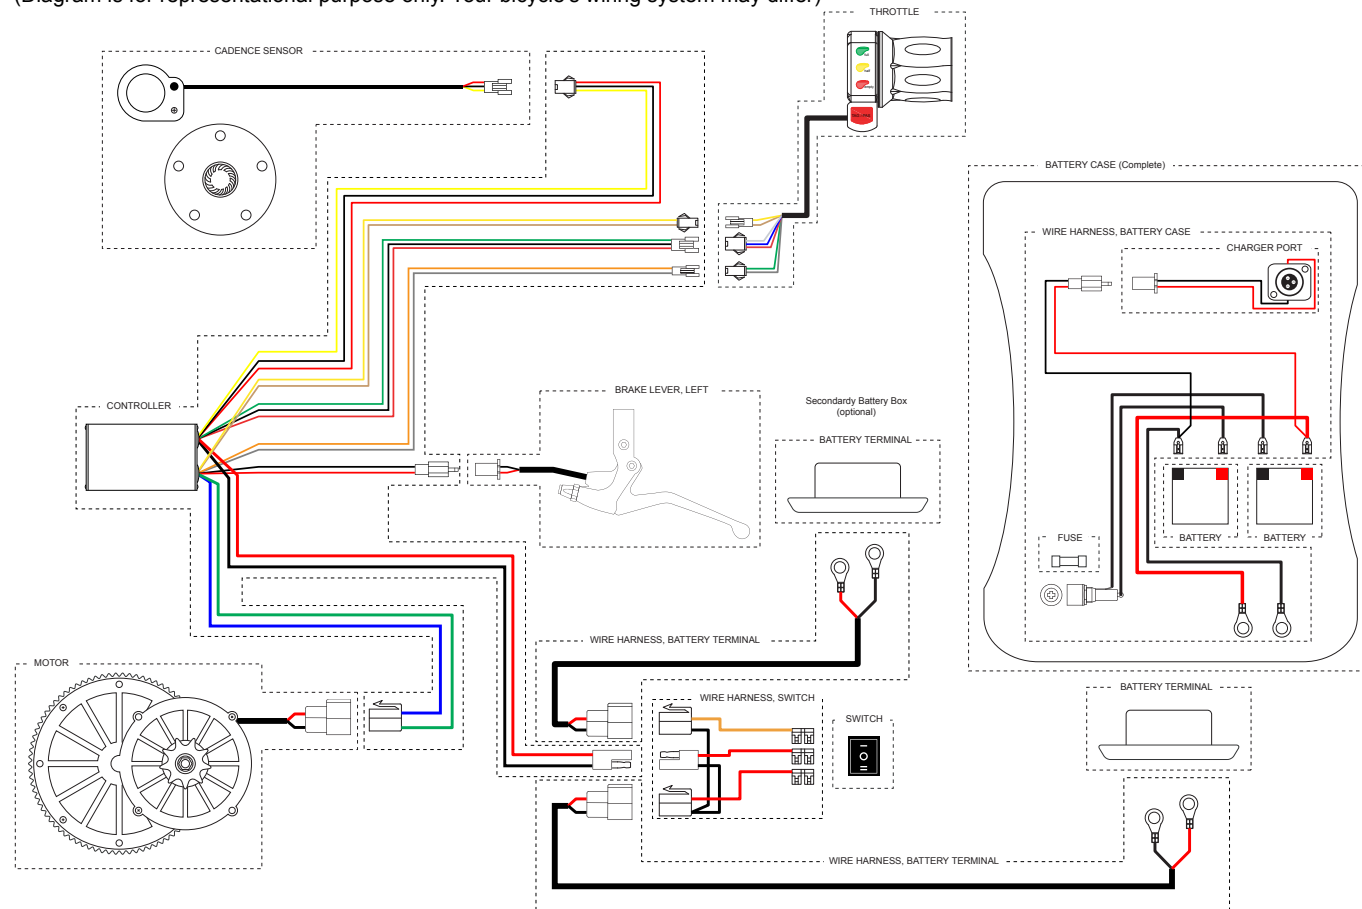 (Diagram is for representational purpose only. Your bicycle's wiring system may differ)
THROTTLE
CADENCE SENSOR
BATTERY CASE (Complete)
WIRE HARNESS, BATTERY CASE
CHARGER PORT
BRAKE LEVER, LEFT
CONTROLLER
Secondardy Battery Box
(optional)
BATTERY TERMINAL
FUSE
BATTERY
BATTERY
WIRE HARNESS, BATTERY TERMINAL
MOTOR
WIRE HARNESS, SWITCH
SWITCH
BATTERY TERMINAL
WIRE HARNESS, BATTERY TERMINAL